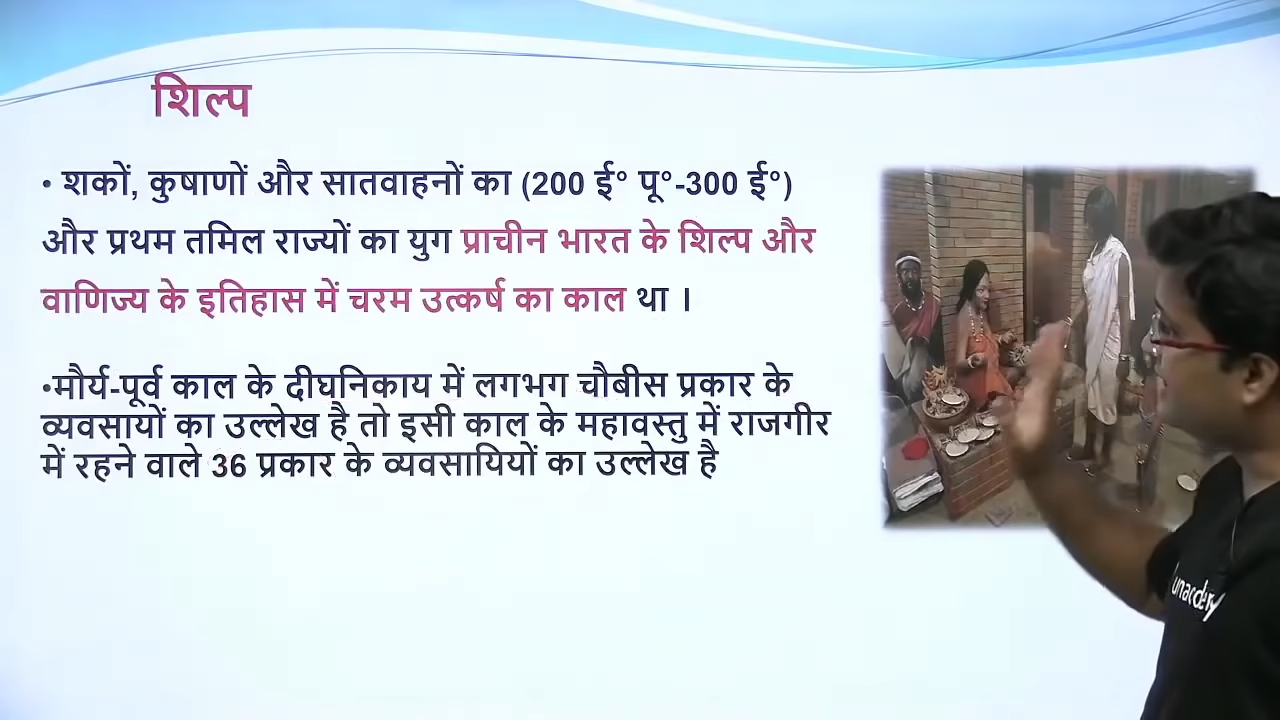 शिल्प
• शकों, कुषाणों और सातवाहनों का (200 ई° पू°-300 ई°)
और प्रथम तमिल राज्यों का युग प्राचीन भारत के शिल्प और
वाणिज्य के इतिहास में चरम उत्कर्ष का काल था ।
•मौर्य-पूर्व काल के दीघनिकाय में लगभग चौबीस प्रकार के
व्यवसायों का उल्लेख है तो इसी काल के महावस्तु में राजगीर
में रहने वाले 36 प्रकार के व्यवसायियों का उल्लेख है